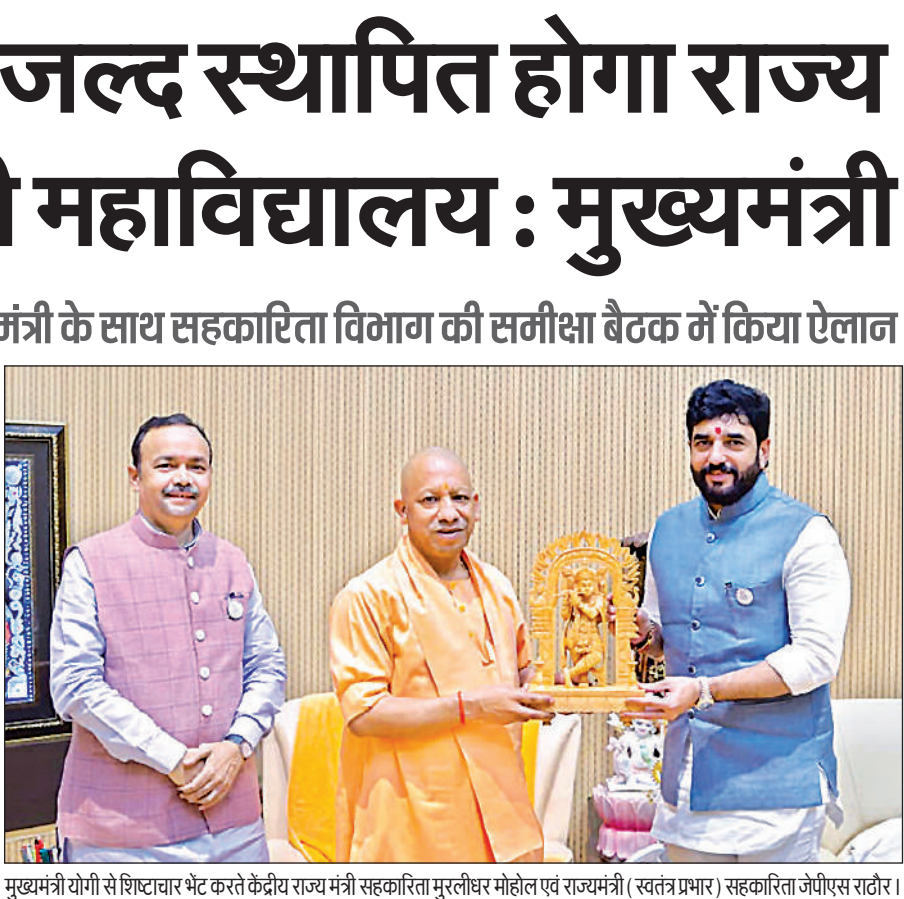 जल्द स्थापित होगा राज्य
महाविद्यालय : मुख्यमंत्री
मंत्री के साथ सहकारिता विभाग की समीक्षा बैठक में किया ऐलान
मुख्यमंत्री योगी से शिष्टाचार भेंट करते केंद्रीय राज्य मंत्री सहकारिता मुरलीधर मोहोल एवं राज्यमंत्री ( स्वतंत्र प्रभार ) सहकारिता जेपीएस राठौर ।